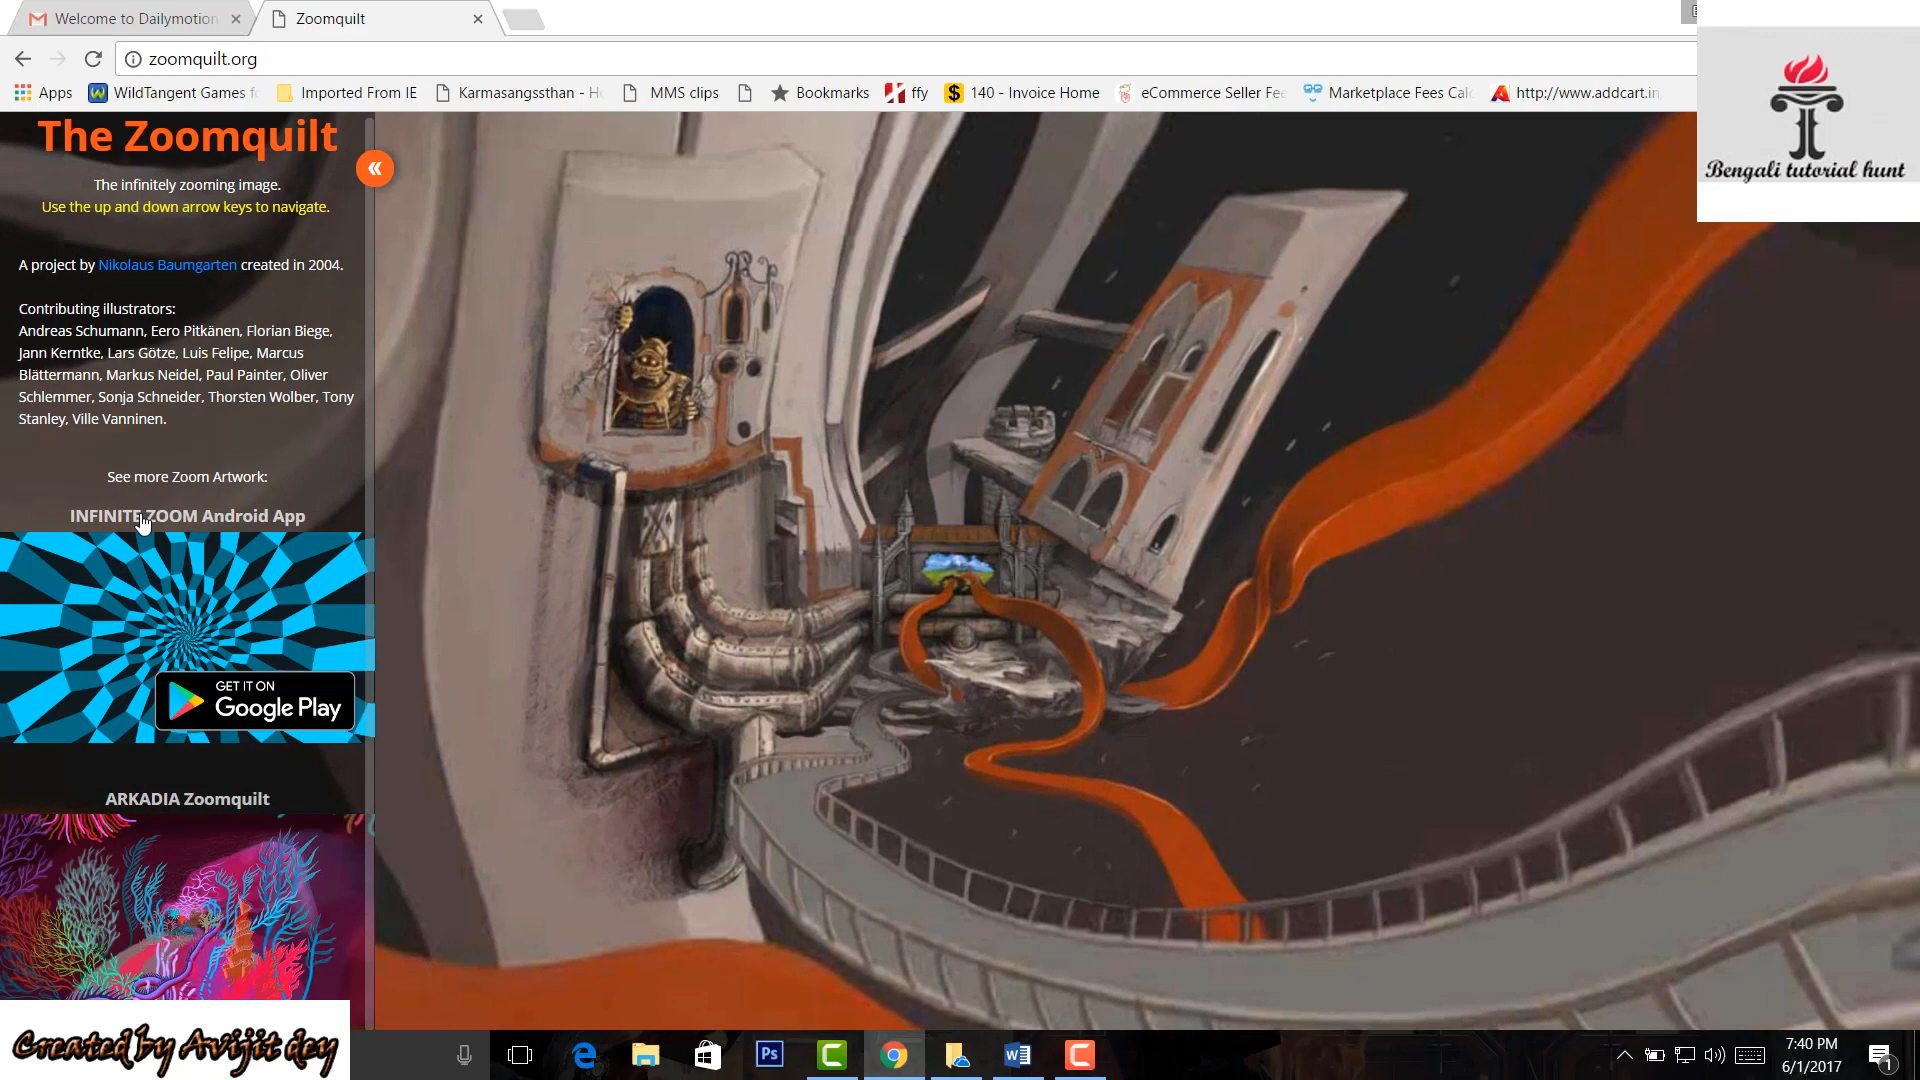 Welcome to Dailymotion
Zoomquilt
zoomquilt.org
Apps
WildTangent Games
Imported From IE
Karmasangssthan - H
MMS clips
Bookmarks
ffy
140 - Invoice Home
eCommerce Seller Fe
Marketplace Fees Cal
http://www.addcart.in
Bengali tutorial hunt
The Zoomquilt
«
The infinitely zooming image.
Use the up and down arrow keys to navigate.
A project by Nikolaus Baumgarten created in 2004.
Contributing illustrators:
Andreas Schumann, Eero Pitkänen, Florian Biege,
Jann Kerntke, Lars Götze, Luis Felipe, Marcus
Blättermann, Markus Neidel, Paul Painter, Oliver
Schlemmer, Sonja Schneider, Thorsten Wolber, Tony
Stanley, Ville Vanninen.
See more Zoom Artwork:
INFINITE ZOOM Android App
GET IT ON
Google Play
ARKADIA Zoomquilt
Created by Avijit dey
Ps
7:40 PM
6/1/2017
1